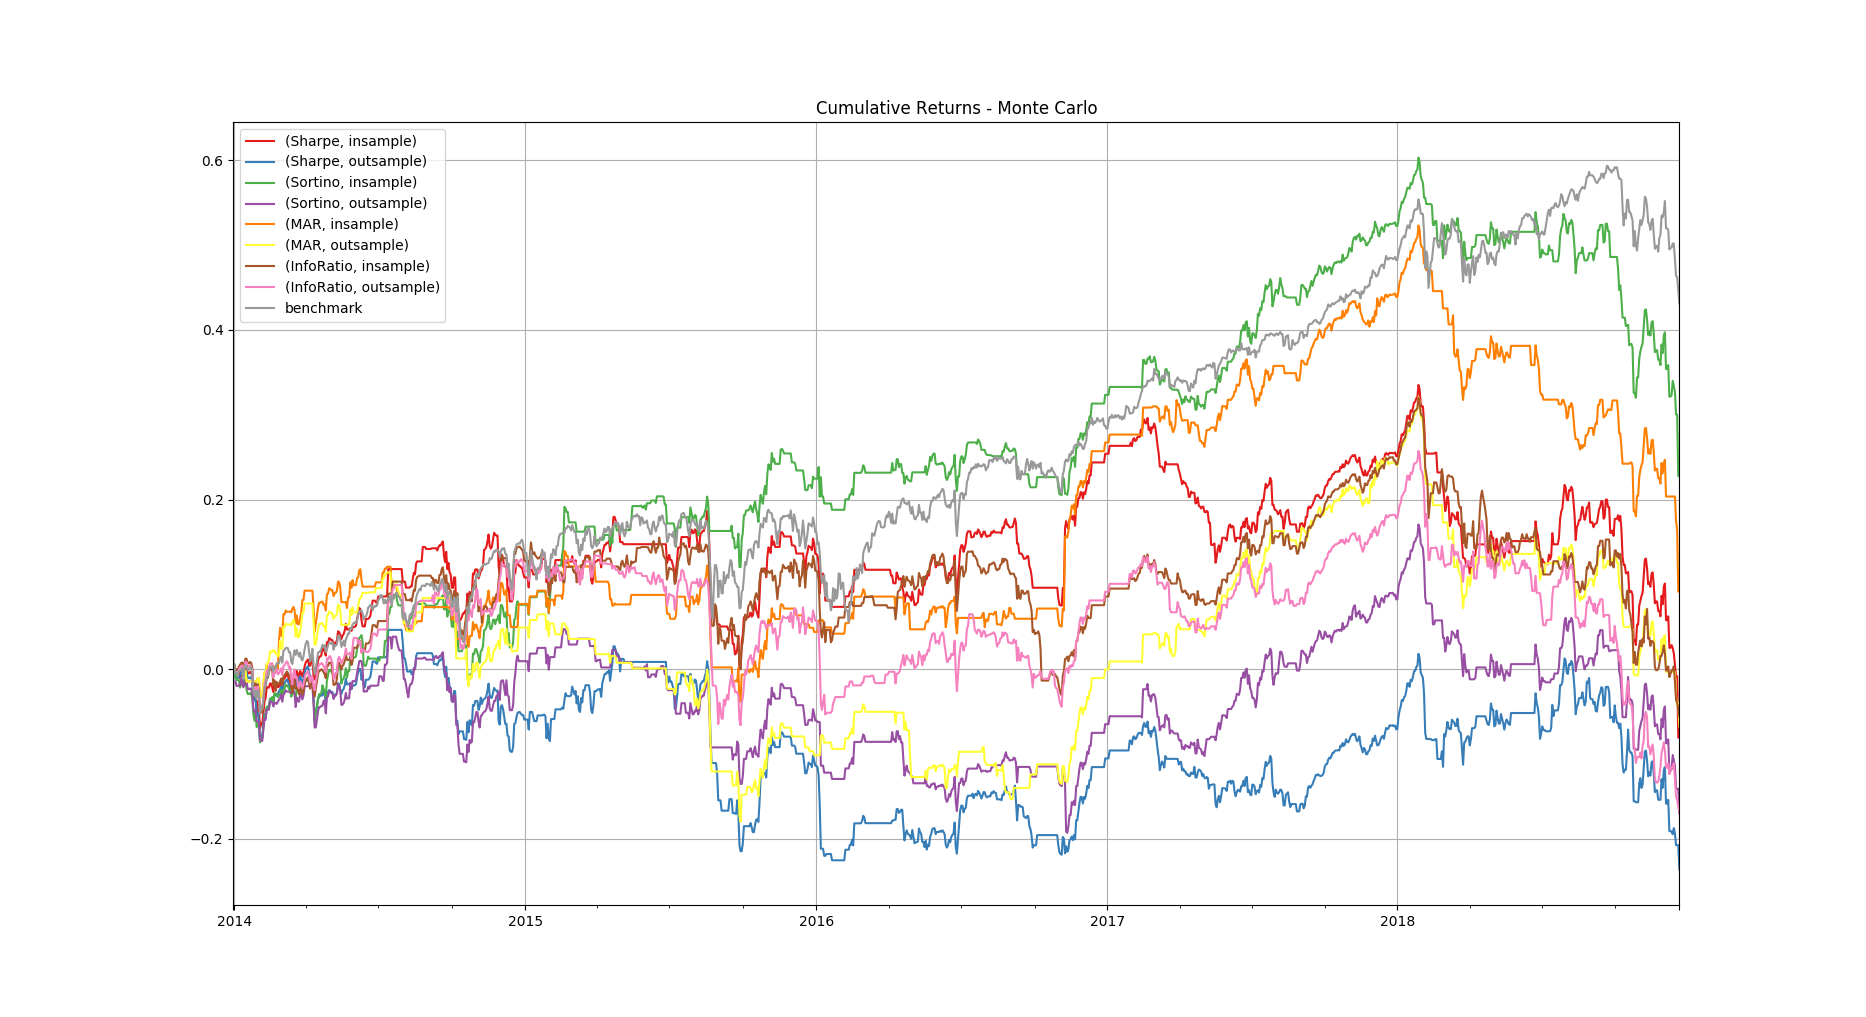 Cumulative Returns - Monte Carlo
(Sharpe, insample)
(Sharpe, outsample)
(Sortino, insample)
(Sortino, outsample)
(MAR, insample)
(MAR, outsample)
(InfoRatio, insample)
(InfoRatio, outsample)
benchmark
0.6
0.4
0.2
0.0
−0.2
2014 2015 2016 2017 2018